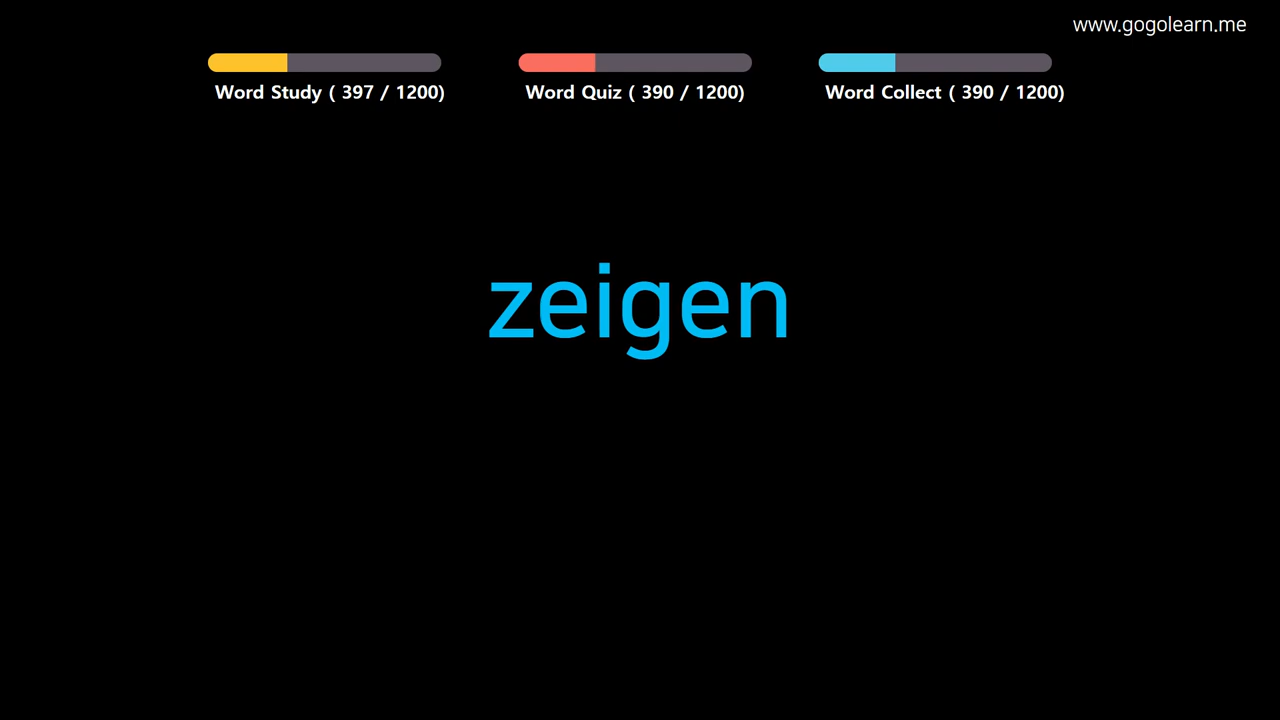 www.gogolearn.me
Word Study ( 397 / 1200)
Word Quiz ( 390 / 1200)
Word Collect ( 390 / 1200)
zeigen